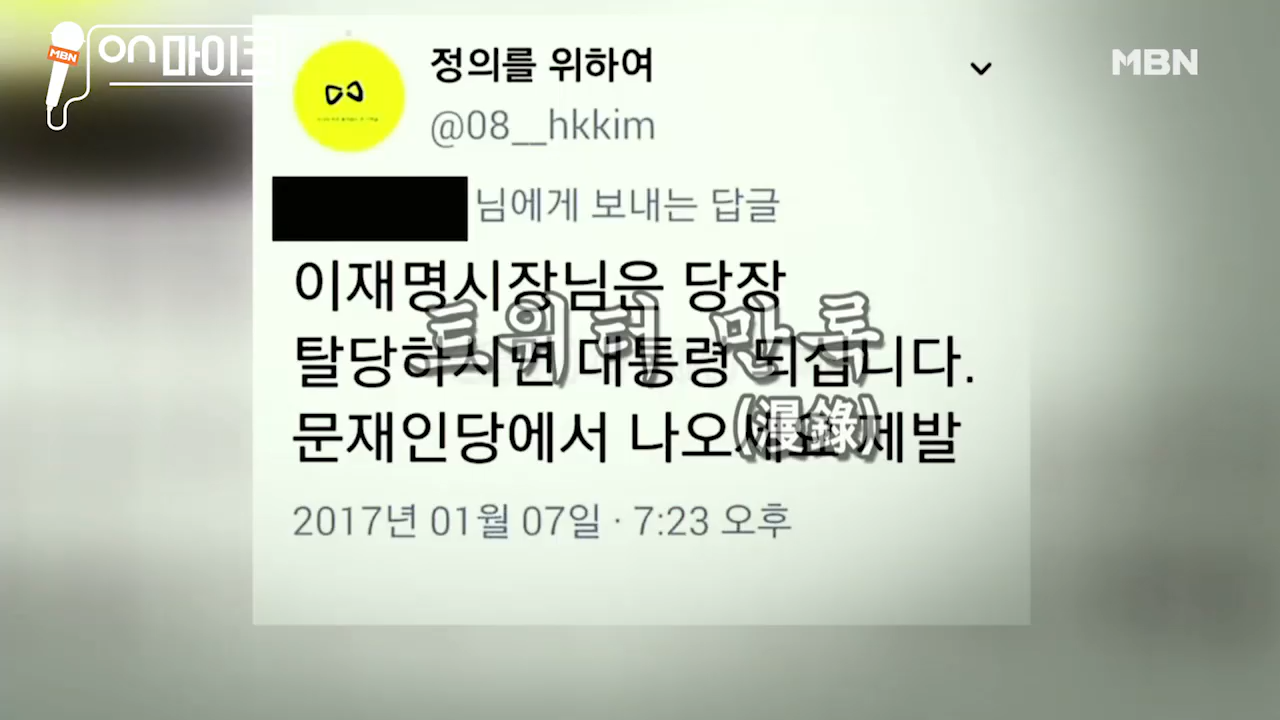 MBN
on마이크
MBN
정의를 위하여
@08__hkkim
님에게 보내는 답글
이재명시장님은 당장
탈당하시면 대통령 되십니다.
문재인당에서 나오세요 제발
트위터 만록
(漫錄)
2017년 01월 07일 · 7:23 오후